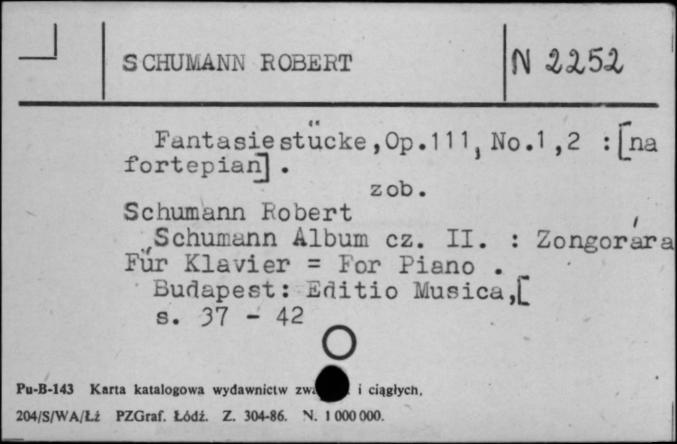 SCHUMANN ROBERT
N 2252
Fantasiestücke,Op.111, No.1,2 :[na
fortepian] .
zob.
Schumann Robert
Schumann Album cz. II. : Zongorára
Für Klavier = For Piano .
Budapest: Editio Musica,[
s. 37 - 42
Pu-B-143 Karta katalogowa wydawnictw i ciągłych.
204/S/WA/Łż PZGraf. Łódź. Z. 304-86. N. 1 000 000.